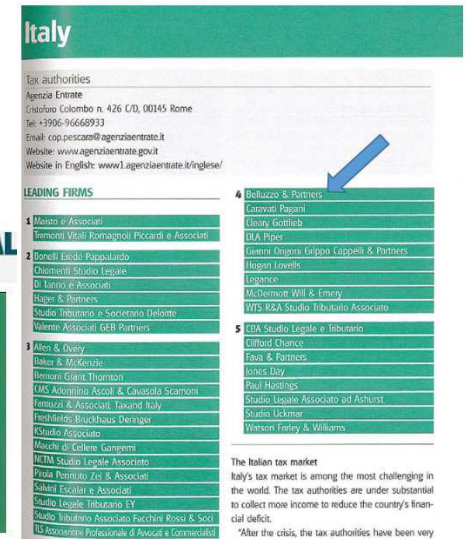 Italy
Tax authorities
Agenzia Entrate
Cristoforo Colombo n. 426 C/D, 00145 Rome
Tel: +3906-96668933
Email: cop.pescara@agenziaentrate.it
Website: www.agenziaentrate.gov.it
Website in English: www1.agenziaentrate.it/inglese/
LEADING FIRMS
1 Maisto e Associati
Tremonti Vitali Romagnoli Piccardi e Associati
2 Bonelli Erede Pappalardo
Chiomenti Studio Legale
Di Tanno e Associati
Hager & Partners
Studio Tributario e Societario Deloitte
Valente Associati GEB Partners
3 Allen & Overy
Baker & McKenzie
Bernoni Grant Thornton
CMS Adonnino Ascoli & Cavasola Scamoni
Fantozzi & Associati, Taxand Italy
Freshfields Bruckhaus Deringer
KStudio Associato
Macchi di Cellere Gangemi
NCTM Studio Legale Associato
Pirola Pennuto Zei & Associati
Salvini Escalar e Associati
Studio Legale Tributario EY
Studio Tributario Associato Facchini Rossi & Soci
TLS Associazione Professionale di Avvocati e Commercialisti
4 Belluzzo & Partners
Caravati Pagani
Cleary Gottlieb
DLA Piper
Gianni Origoni Grippo Cappelli & Partners
Hogan Lovells
Legance
McDermott Will & Emery
WTS R&A Studio Tributario Associato
5 CBA Studio Legale e Tributario
Clifford Chance
Fava & Partners
Jones Day
Paul Hastings
Studio Legale Associato ad Ashurst
Studio Uckmar
Watson Farley & Williams
The Italian tax market
Italy's tax market is among the most challenging in
the world. The tax authorities are under substantial
to collect more income to reduce the country's finan-
cial deficit.
"After the crisis, the tax authorities have been very
AL